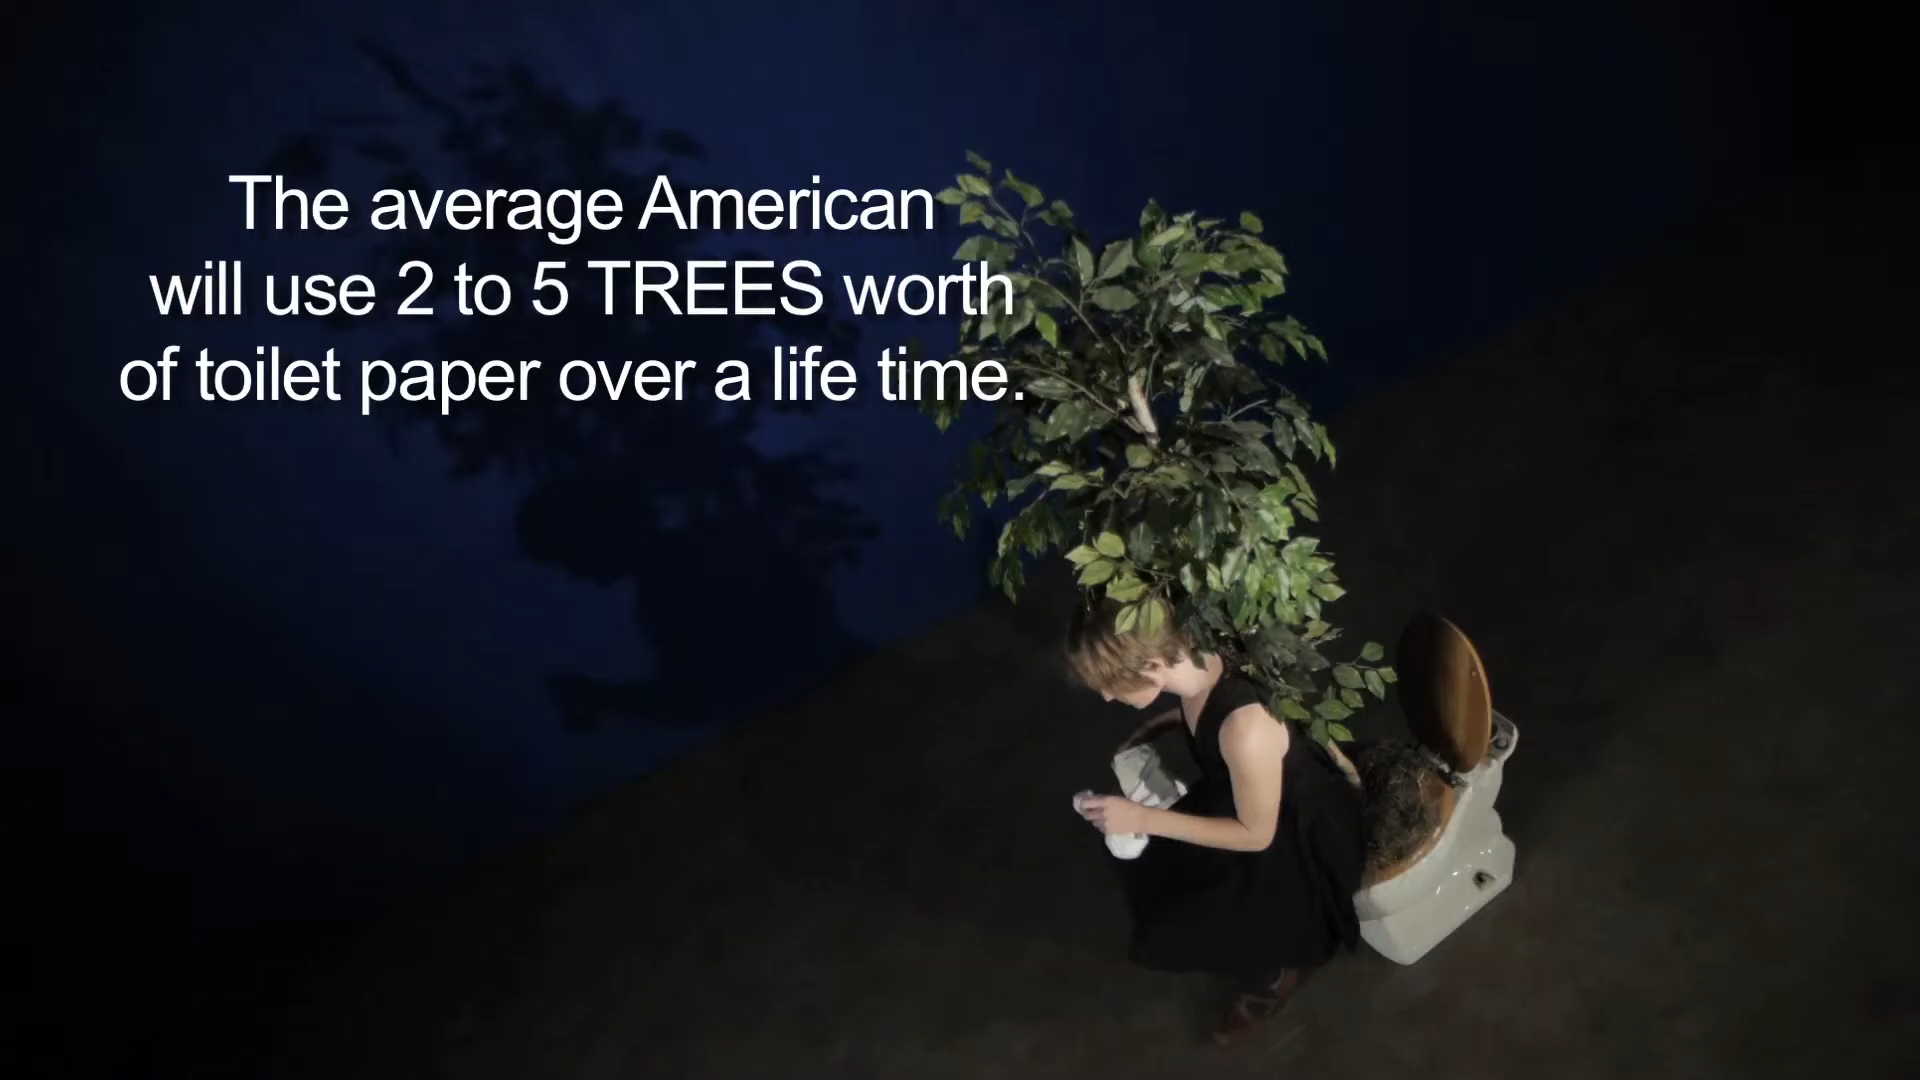 The average American
will use 2 to 5 TREES worth
of toilet paper over a life time.